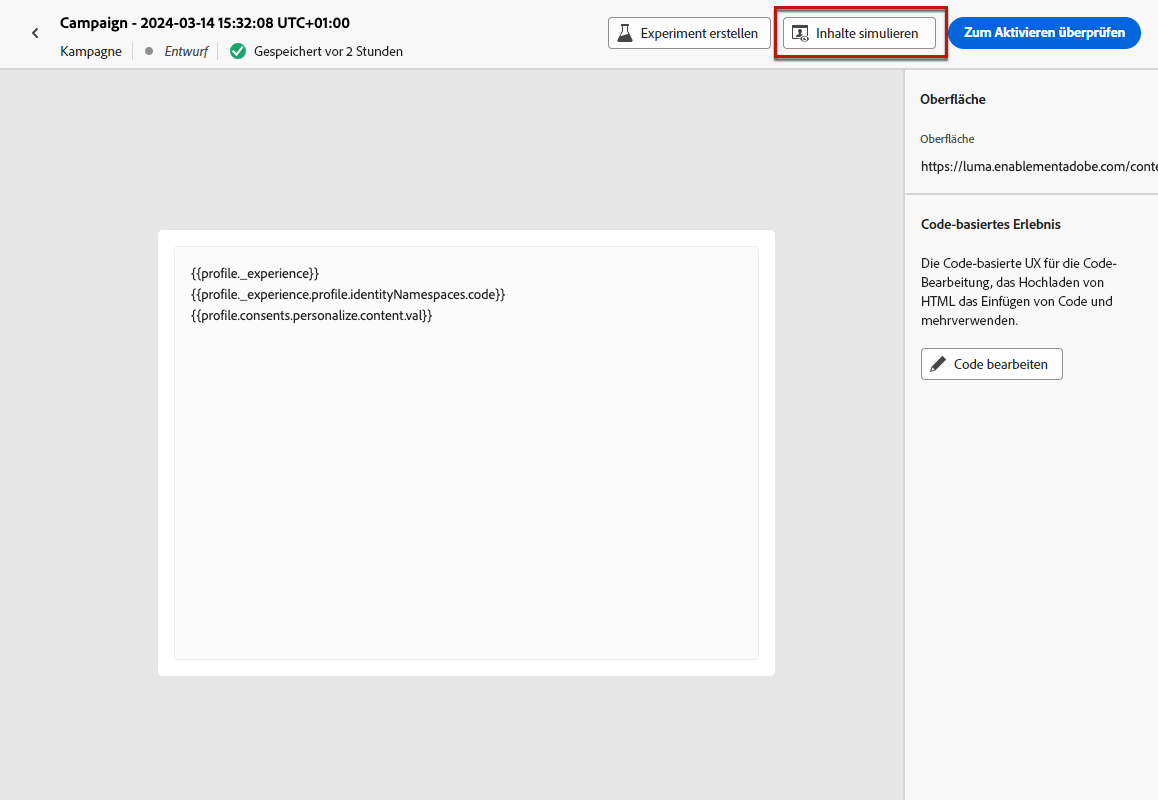 Campaign - 2024-03-14 15:32:08 UTC+01:00
Kampagne
Entwurf
Gespeichert vor 2 Stunden
Experiment erstellen
Inhalte simulieren
Zum Aktivieren überprüfen
{{profile._experience}}
{{profile._experience.profile.identityNamespaces.code}}
{{profile.consents.personalize.content.val}}
Oberfläche
Oberfläche
https://luma.enablementadobe.com/conte
Code-basiertes Erlebnis
Die Code-basierte UX für die Code-
Bearbeitung, das Hochladen von
HTML das Einfügen von Code und
mehrverwenden.
Code bearbeiten